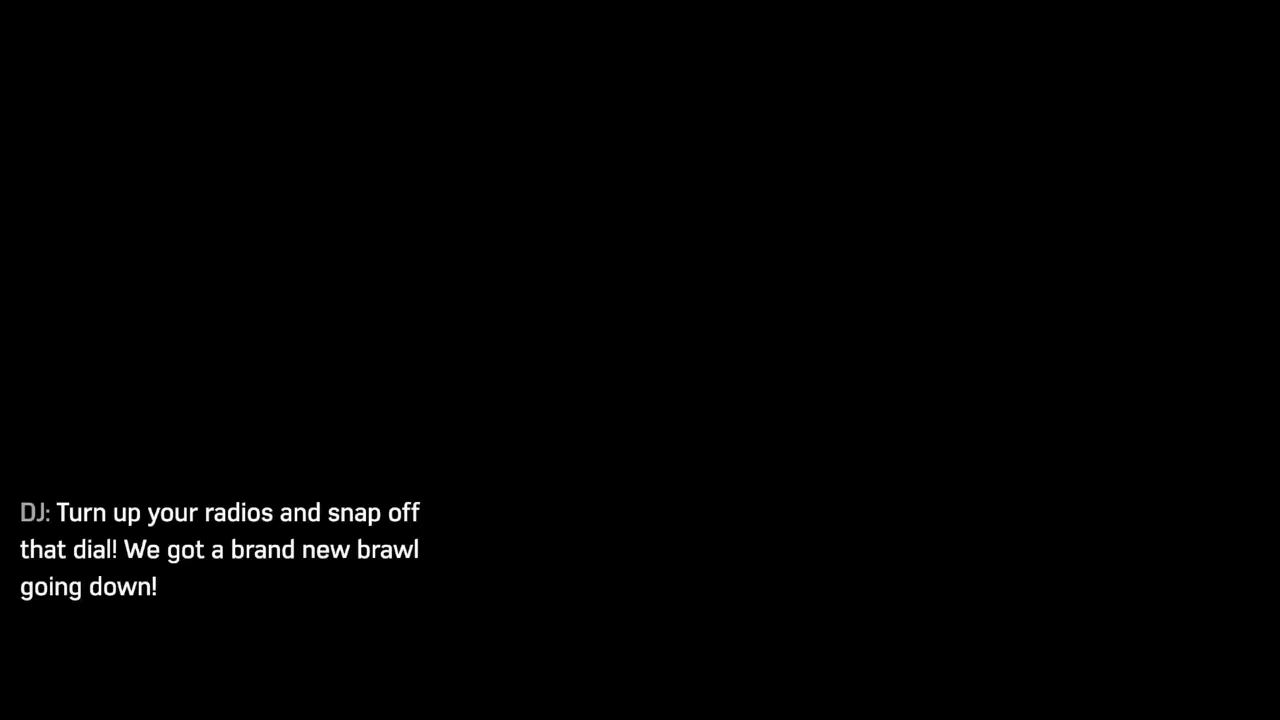 DJ: Turn up your radios and snap off
that dial! We got a brand new brawl
going down!